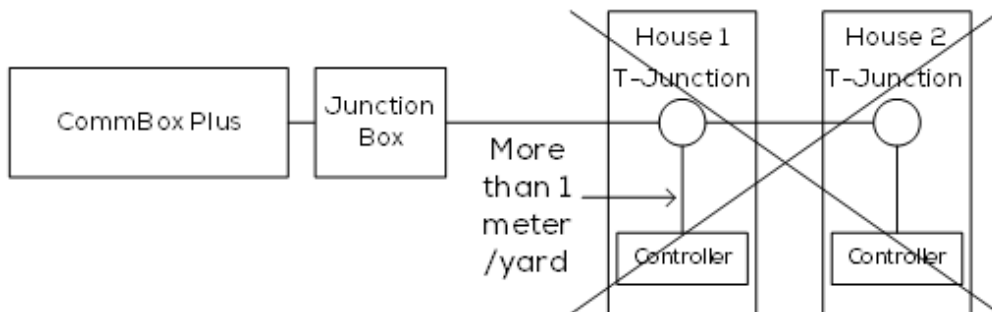 House 1
House 2
T-Junction
T-Junction
CommBox Plus
Junction
Box
More
than 1
meter
/yard
Controller
Controller